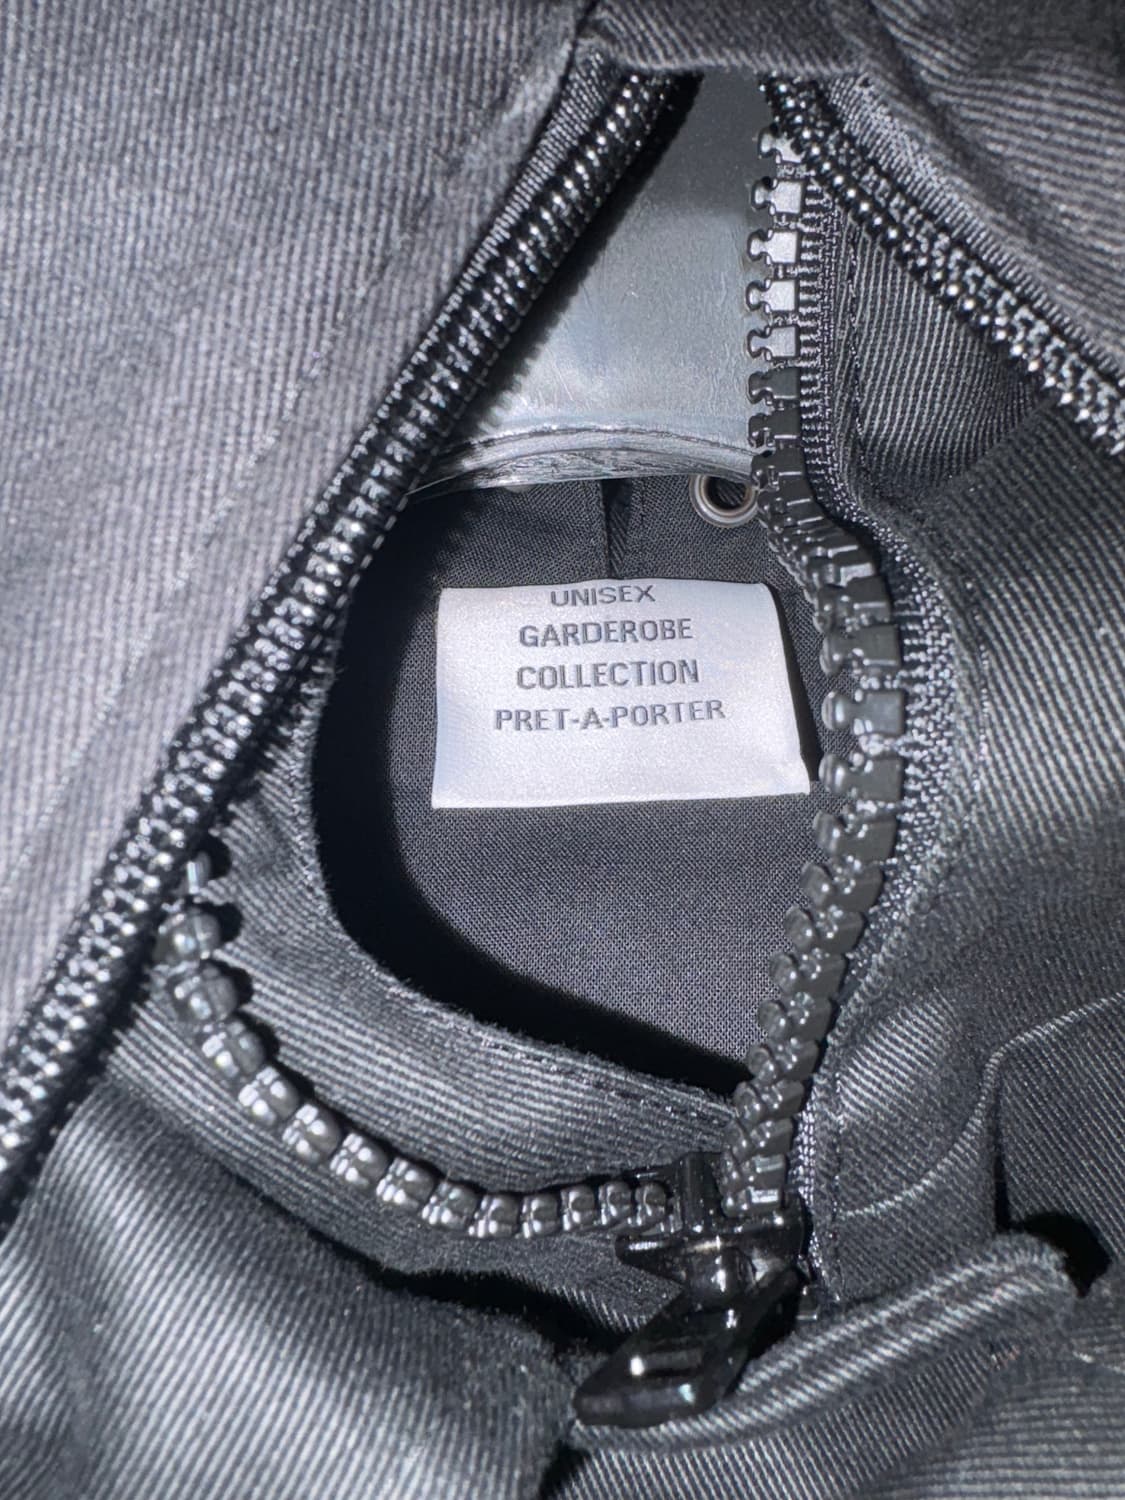 UNISEX
GARDEROBE
COLLECTION
PRET-A-PORTER